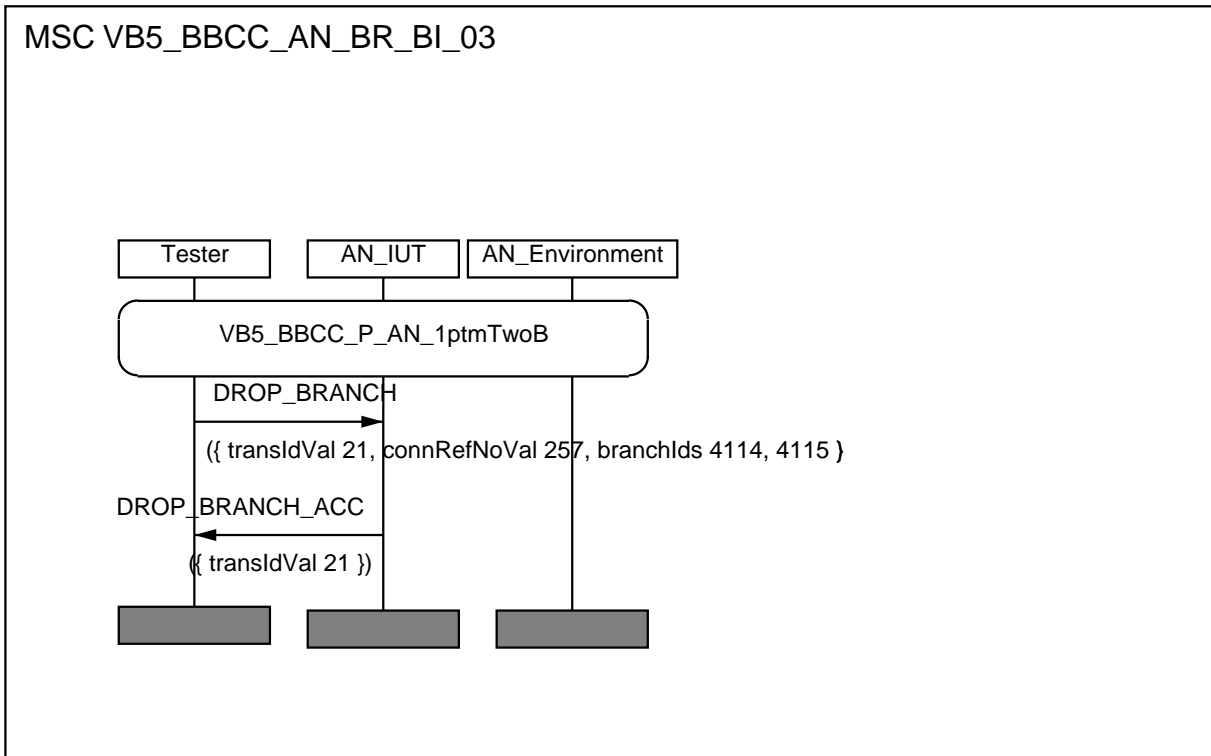 MSC VB5_BBCC_AN_BR_BI_03
Tester AN_IUT AN_Environment
VB5_BBCC_P_AN_1ptmTwoB
DROP_BRANCH
({ transIdVal 21, connRefNoVal 257, branchIds 4114, 4115 }
DROP_BRANCH_ACC
({ transIdVal 21 })